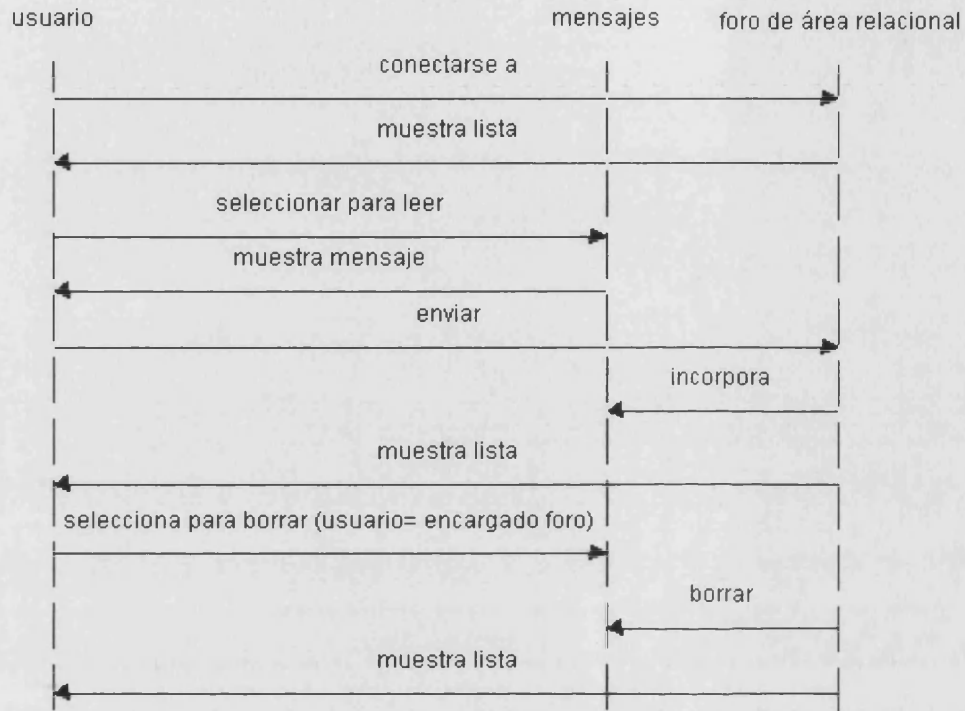 usuario
mensajes
foro de área relacional
conectarse a
muestra lista
seleccionar para leer
muestra mensaje
enviar
incorpora
muestra lista
selecciona para borrar (usuario= encargado foro)
borrar
muestra lista